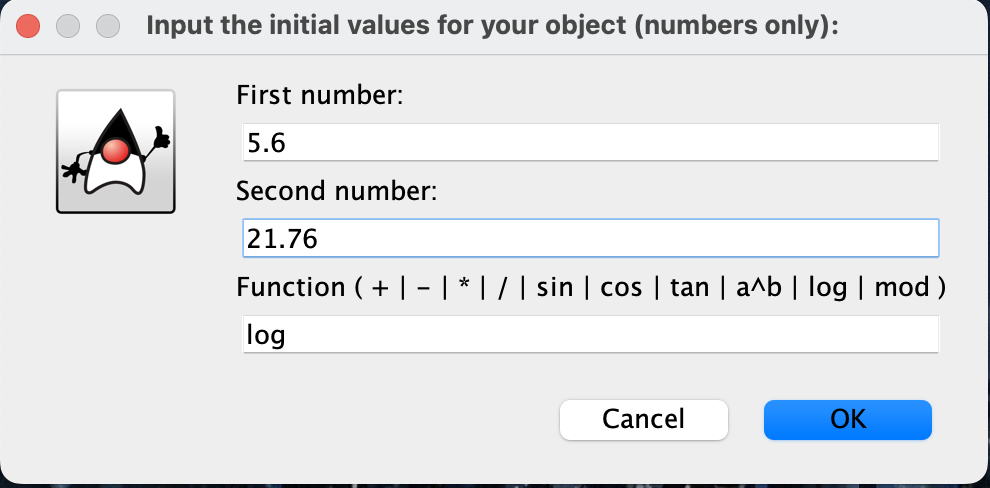 Input the initial values for your object (numbers only):
First number:
5.6
Second number:
21.76
Function ( + | - | * | / | sin | cos | tan | a^b | log | mod )
log
Cancel OK